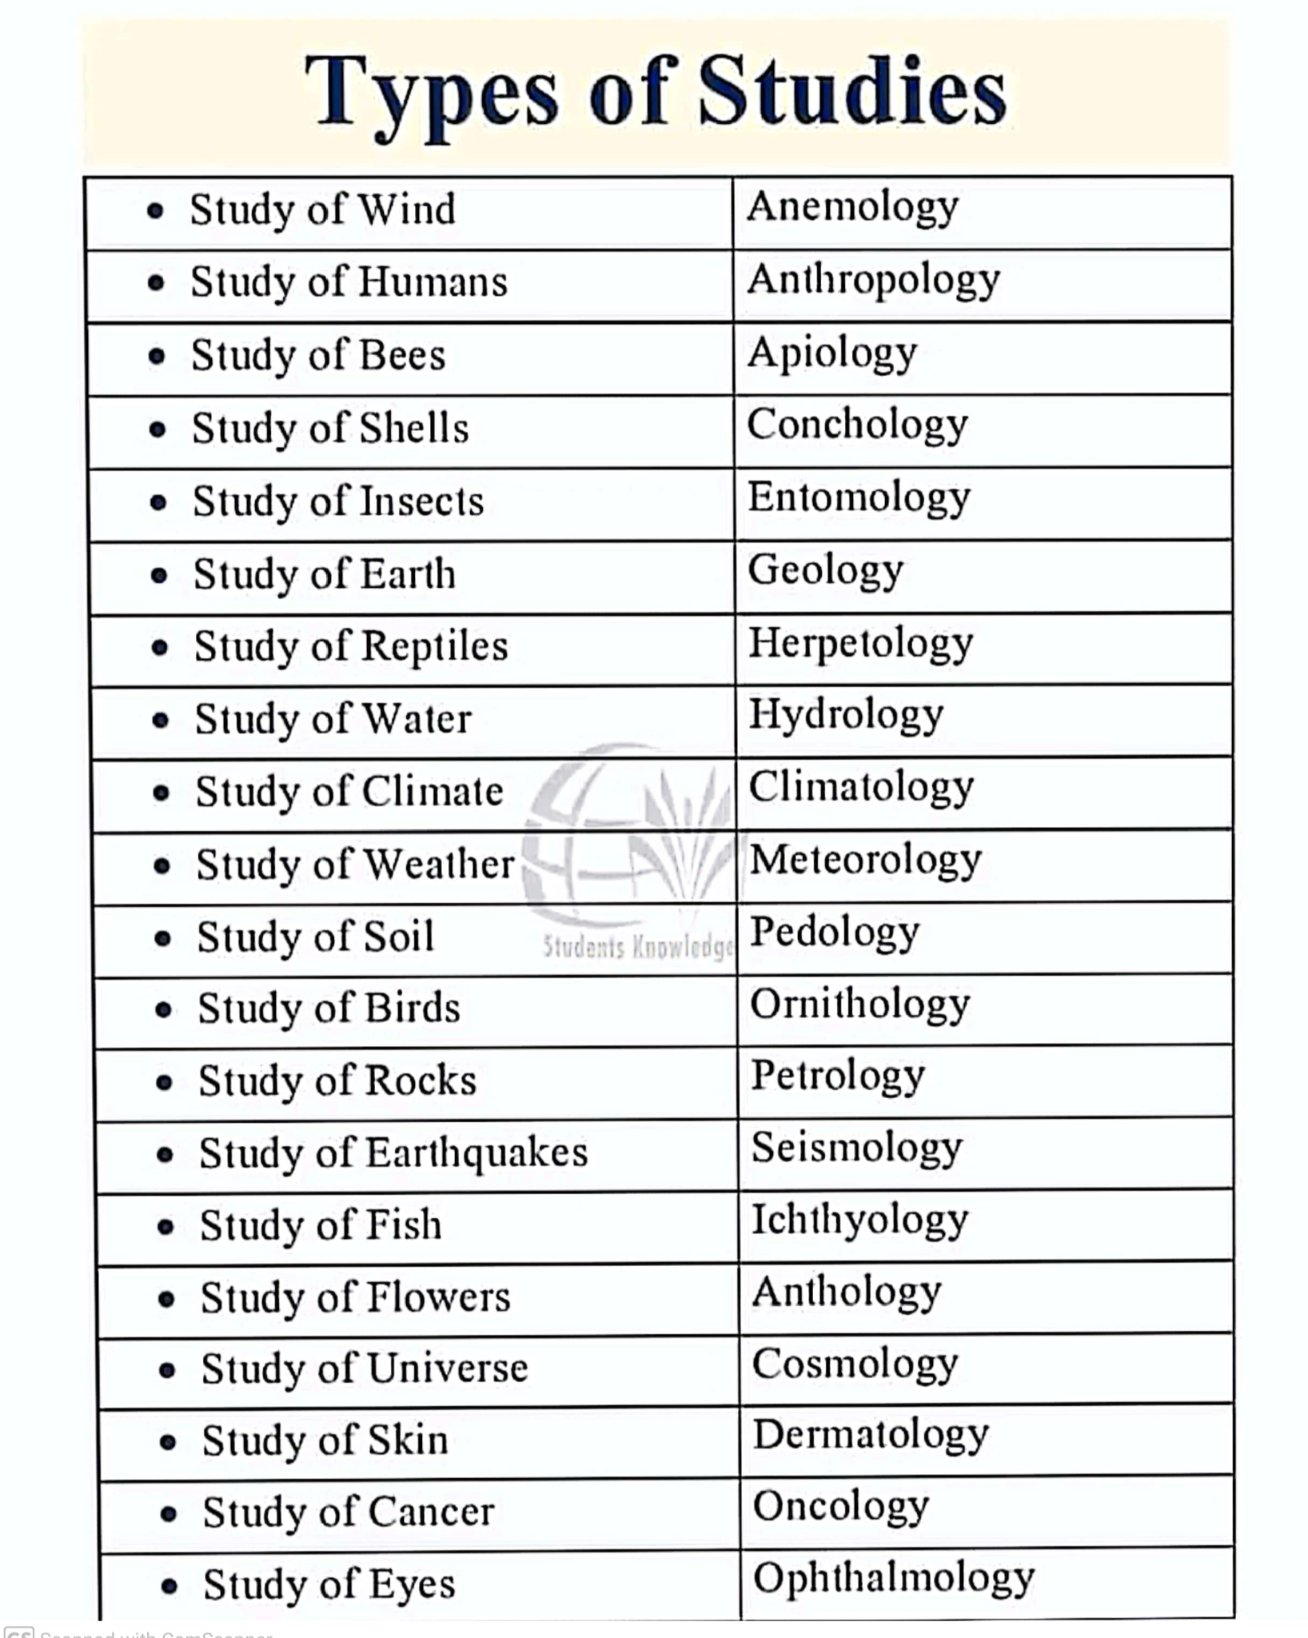 Types of Studies
• Study of Wind Anemology
• Study of Humans Anthropology
• Study of Bees Apiology
• Study of Shells Conchology
• Study of Insects Entomology
• Study of Earth Geology
• Study of Reptiles Herpetology
• Study of Water Hydrology
• Study of Climate Climatology
• Study of Weather Meteorology
• Study of Soil Pedology
Students Knowledge
• Study of Birds Ornithology
• Study of Rocks Petrology
• Study of Earthquakes Seismology
• Study of Fish Ichthyology
• Study of Flowers Anthology
• Study of Universe Cosmology
• Study of Skin Dermatology
• Study of Cancer Oncology
• Study of Eyes Ophthalmology
CS Scanned with CamScanner